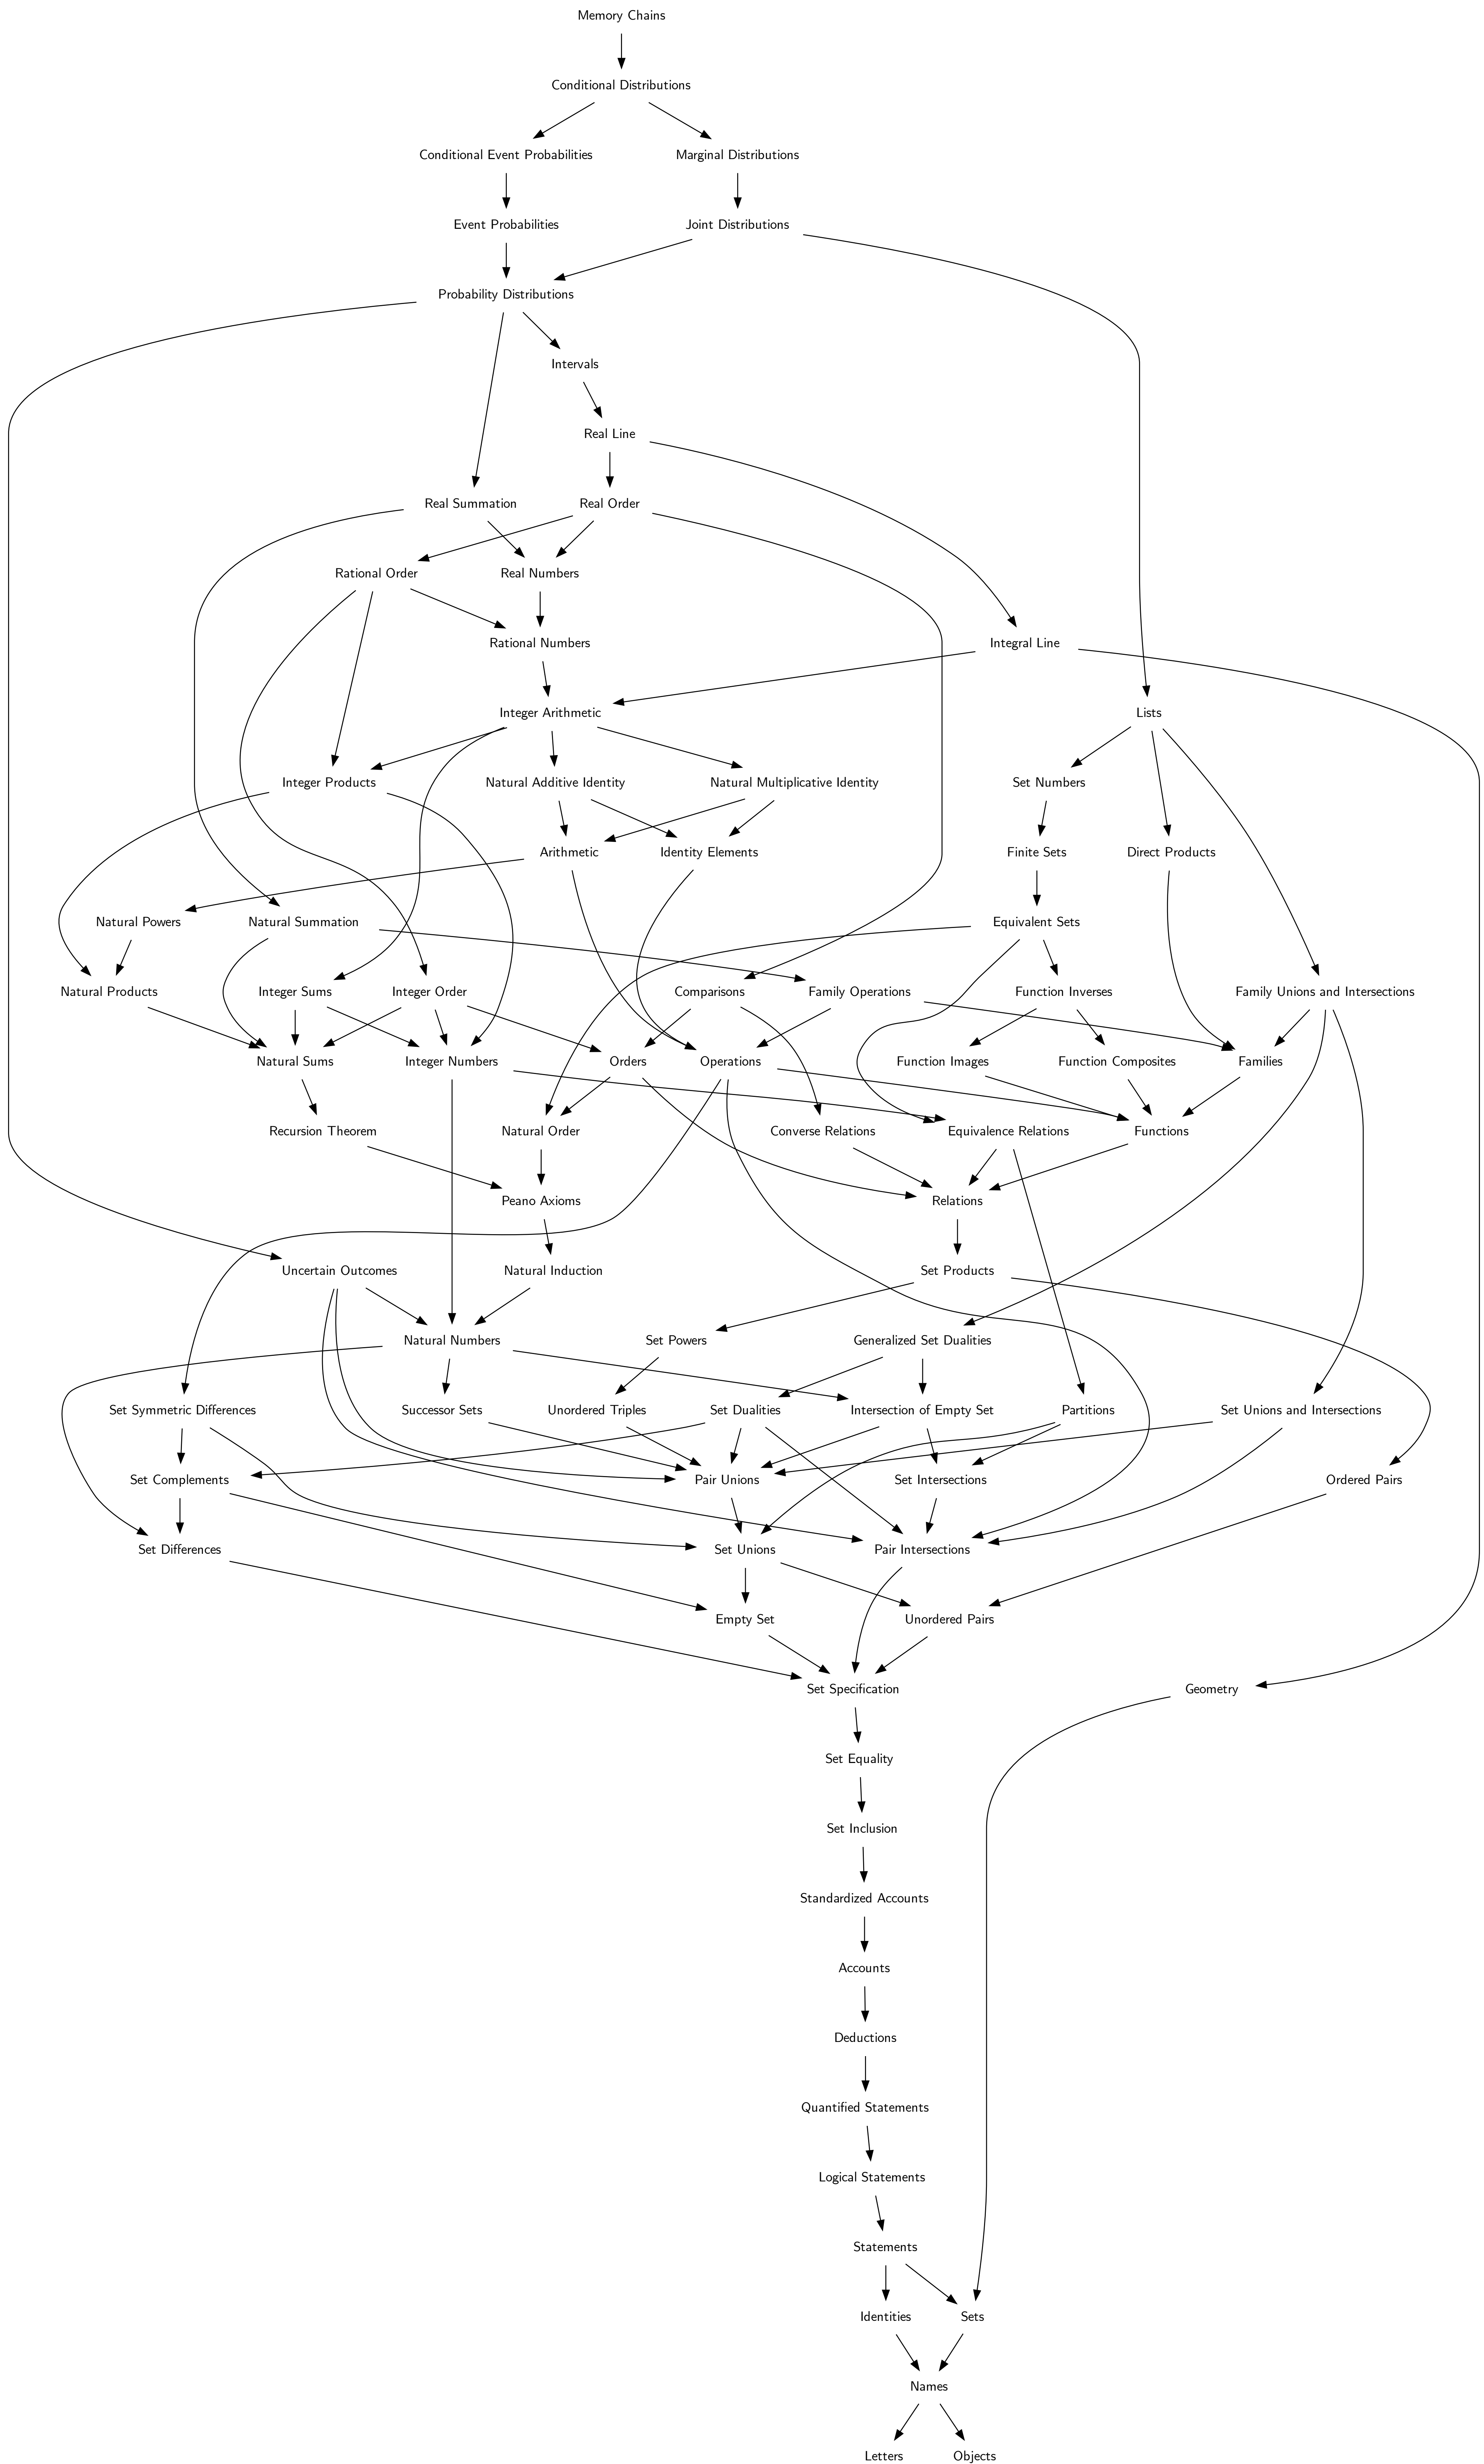 Memory Chains
Conditional Distributions
Conditional Event Probabilities
Marginal Distributions
Event Probabilities
Joint Distributions
Probability Distributions
Intervals
Real Line
Real Summation
Real Order
Rational Order
Real Numbers
Rational Numbers
Integral Line
Integer Arithmetic
Lists
Integer Products
Natural Additive Identity
Natural Multiplicative Identity
Set Numbers
Arithmetic
Identity Elements
Finite Sets
Direct Products
Natural Powers
Natural Summation
Equivalent Sets
Natural Products
Integer Sums
Integer Order
Comparisons
Family Operations
Function Inverses
Family Unions and Intersections
Natural Sums
Integer Numbers
Orders
Operations
Function Images
Function Composites
Families
Recursion Theorem
Natural Order
Converse Relations
Equivalence Relations
Functions
Peano Axioms
Relations
Uncertain Outcomes
Natural Induction
Set Products
Natural Numbers
Set Powers
Generalized Set Dualities
Set Symmetric Differences
Successor Sets
Unordered Triples
Set Dualities
Intersection of Empty Set
Partitions
Set Unions and Intersections
Set Complements
Pair Unions
Set Intersections
Ordered Pairs
Set Differences
Set Unions
Pair Intersections
Empty Set
Unordered Pairs
Set Specification
Geometry
Set Equality
Set Inclusion
Standardized Accounts
Accounts
Deductions
Quantified Statements
Logical Statements
Statements
Identities
Sets
Names
Letters
Objects